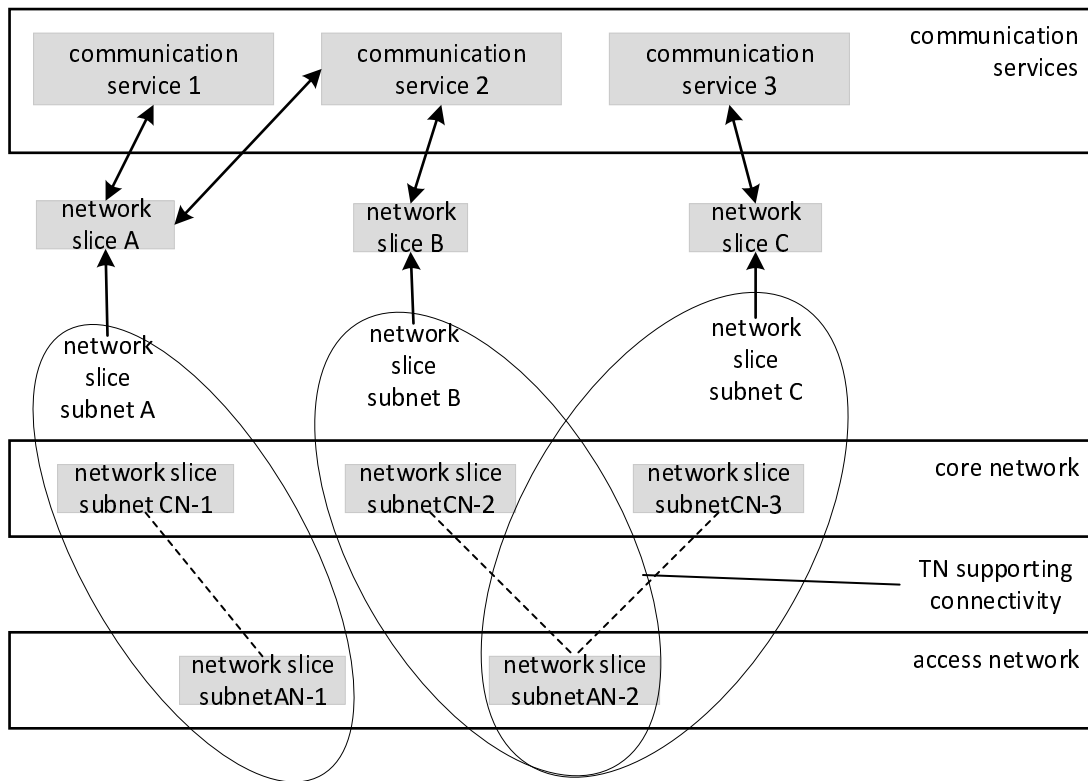 communication
service 1
communication
service 2
communication
service 3
communication
services
network
slice A
network
slice B
network
slice C
network
slice
subnet A
network
slice
subnet B
network
slice
subnet C
network slice
subnet CN-1
network slice
subnetCN-2
network slice
subnetCN-3
core network
TN supporting
connectivity
network slice
subnetAN-1
network slice
subnetAN-2
access network